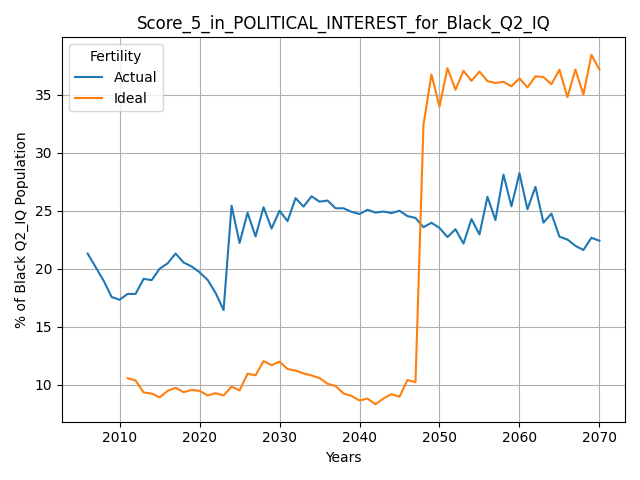 Score_5_in_POLITICAL_INTEREST_for_Black_Q2_IQ
Fertility
Actual
Ideal
% of Black Q2_IQ Population
35
30
25
20
15
10
2010 2020 2030 2040 2050 2060 2070
Years